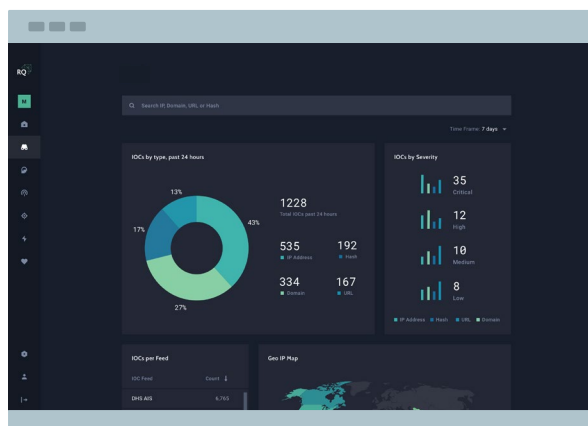 RQ
M
Search IP, Domain, URL, or Hash
Time Frame: 7 days
IOCs by type, past 24 hours
13%
43%
17%
27%
1228
Total IOCs past 24 hours
535
192
IP Address
Hash
334
167
Domain
URL
IOCs by Severity
35
Critical
12
High
10
Medium
8
Low
IP Address Hash URL Domain
IOCs per Feed
Geo IP Map
IOC Feed Count ↓
DHS AIS 6,765